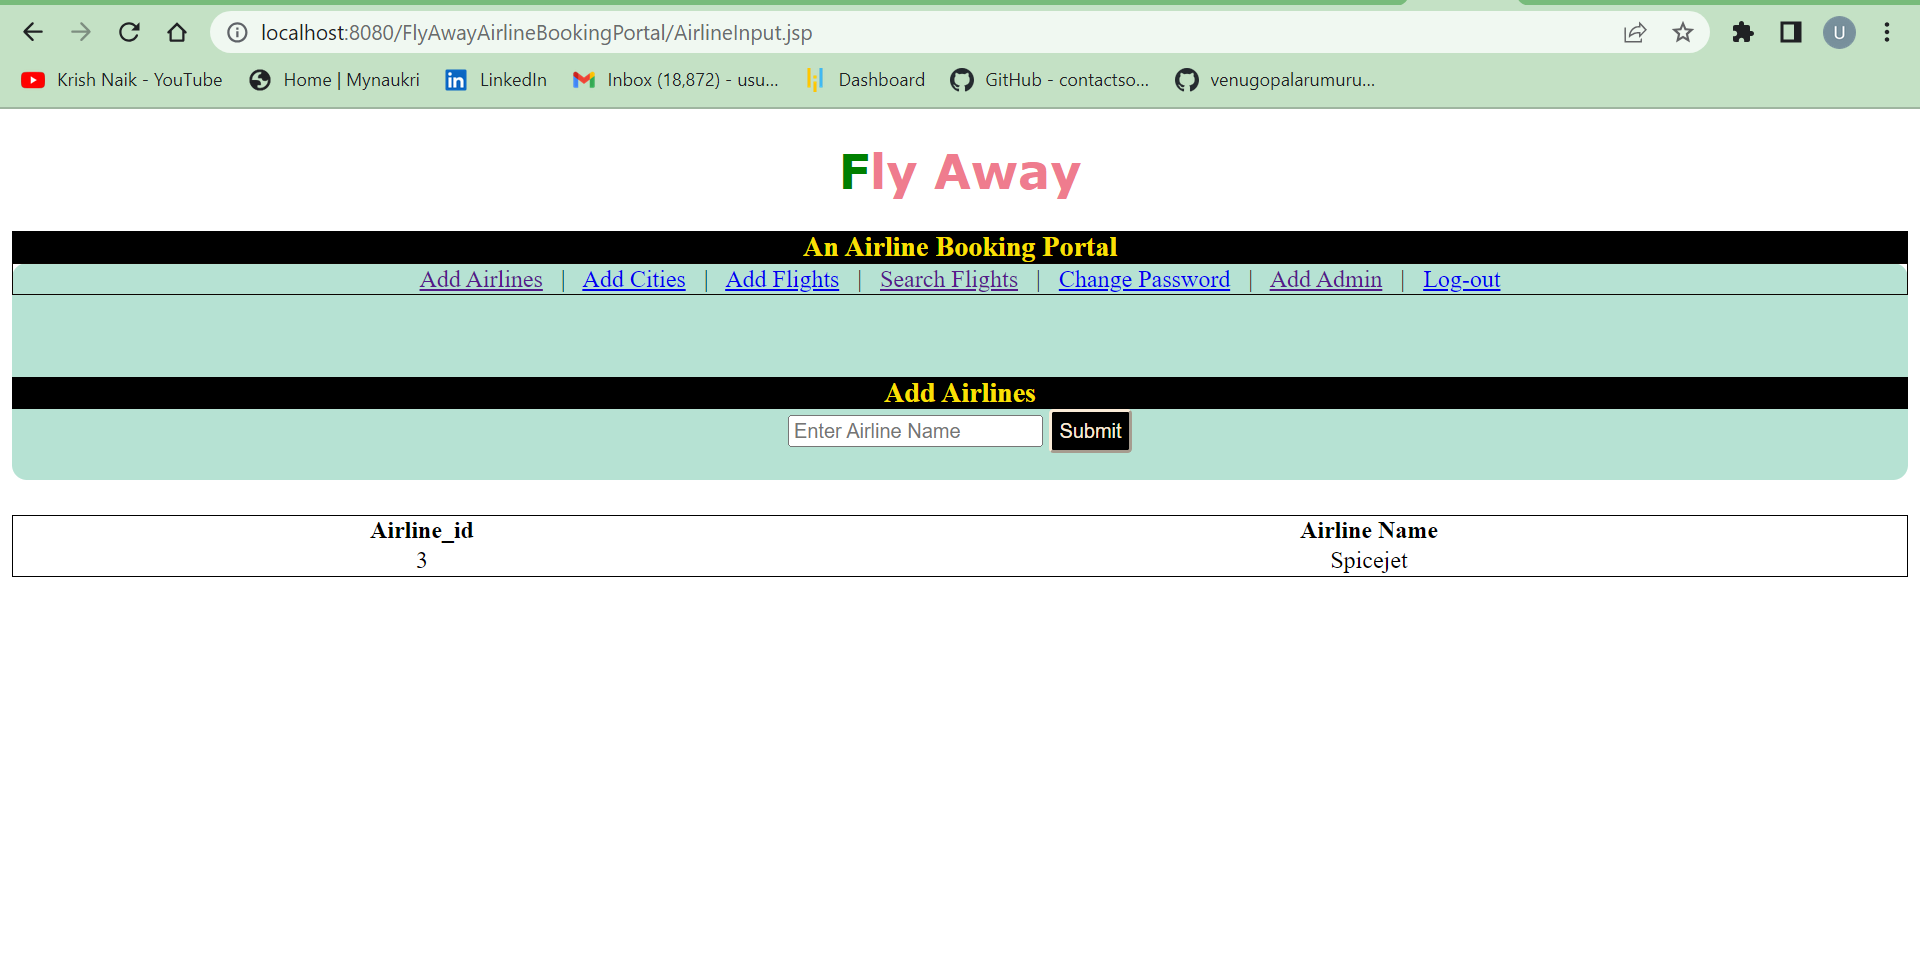 localhost:8080/FlyAwayAirlineBookingPortal/AirlineInput.jsp U
Krish Naik - YouTube Home | Mynaukri in LinkedIn Inbox (18,872) - usu... Dashboard GitHub - contactso... venugopalarumuru...
Fly Away
An Airline Booking Portal
Add Airlines | Add Cities | Add Flights | Search Flights | Change Password | Add Admin | Log-out
Add Airlines
Enter Airline Name Submit
Airline_id Airline Name
3 Spicejet